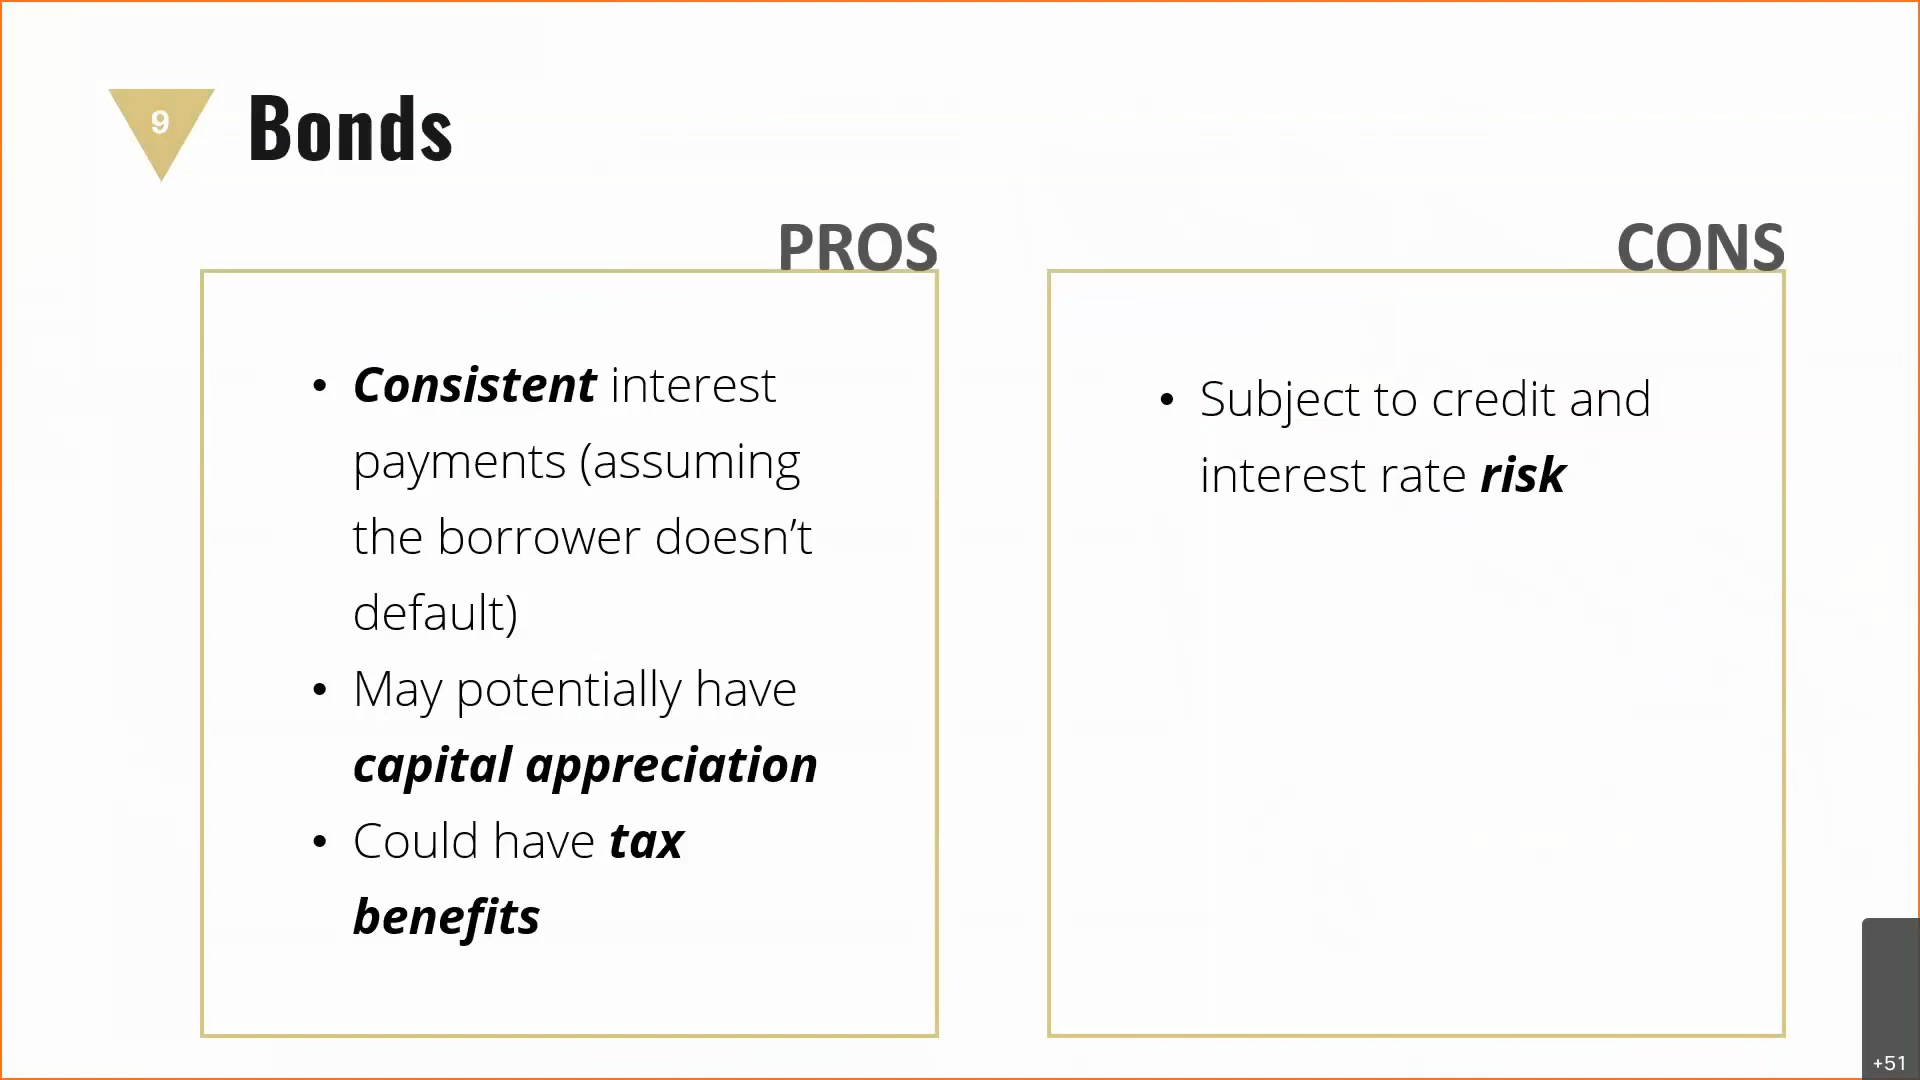 9
Bonds
PROS
• Consistent interest
payments (assuming
the borrower doesn’t
default)
• May potentially have
capital appreciation
• Could have tax
benefits
CONS
• Subject to credit and
interest rate risk
+51